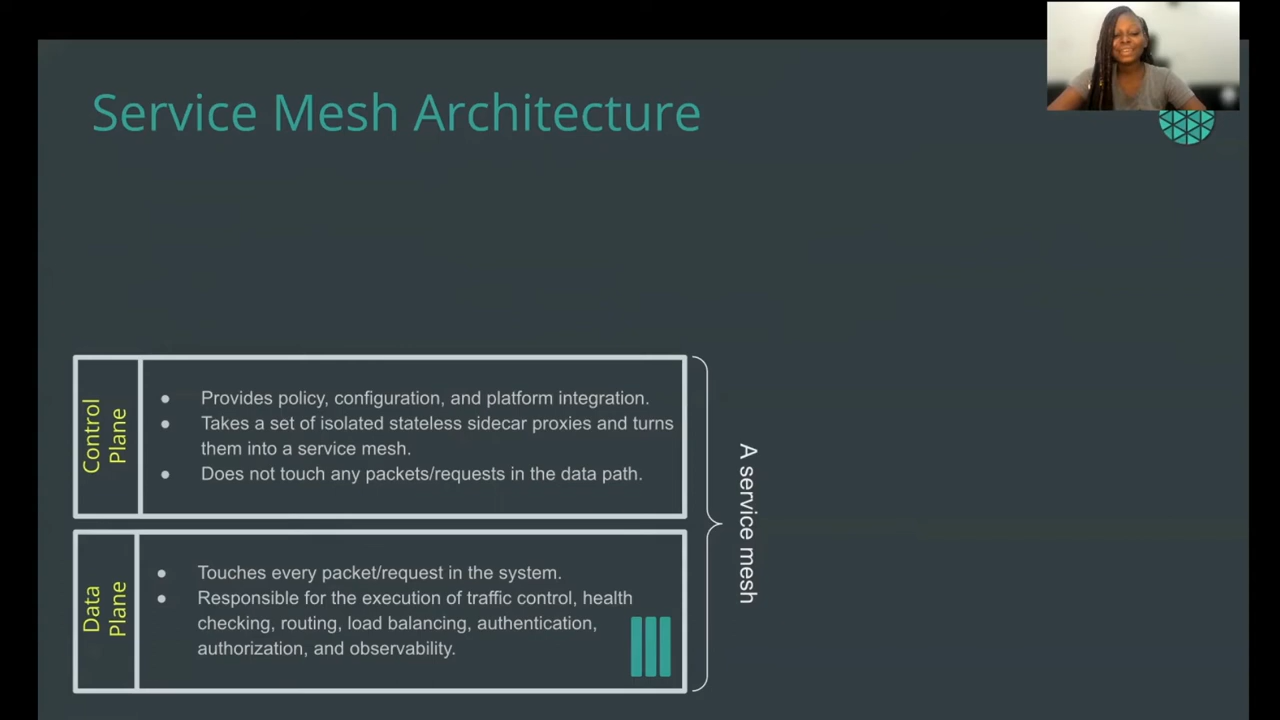 Service Mesh Architecture
Control
Plane
● Provides policy, configuration, and platform integration.
● Takes a set of isolated stateless sidecar proxies and turns
them into a service mesh.
● Does not touch any packets/requests in the data path.
Data
Plane
● Touches every packet/request in the system.
● Responsible for the execution of traffic control, health
checking, routing, load balancing, authentication,
authorization, and observability.
A service mesh